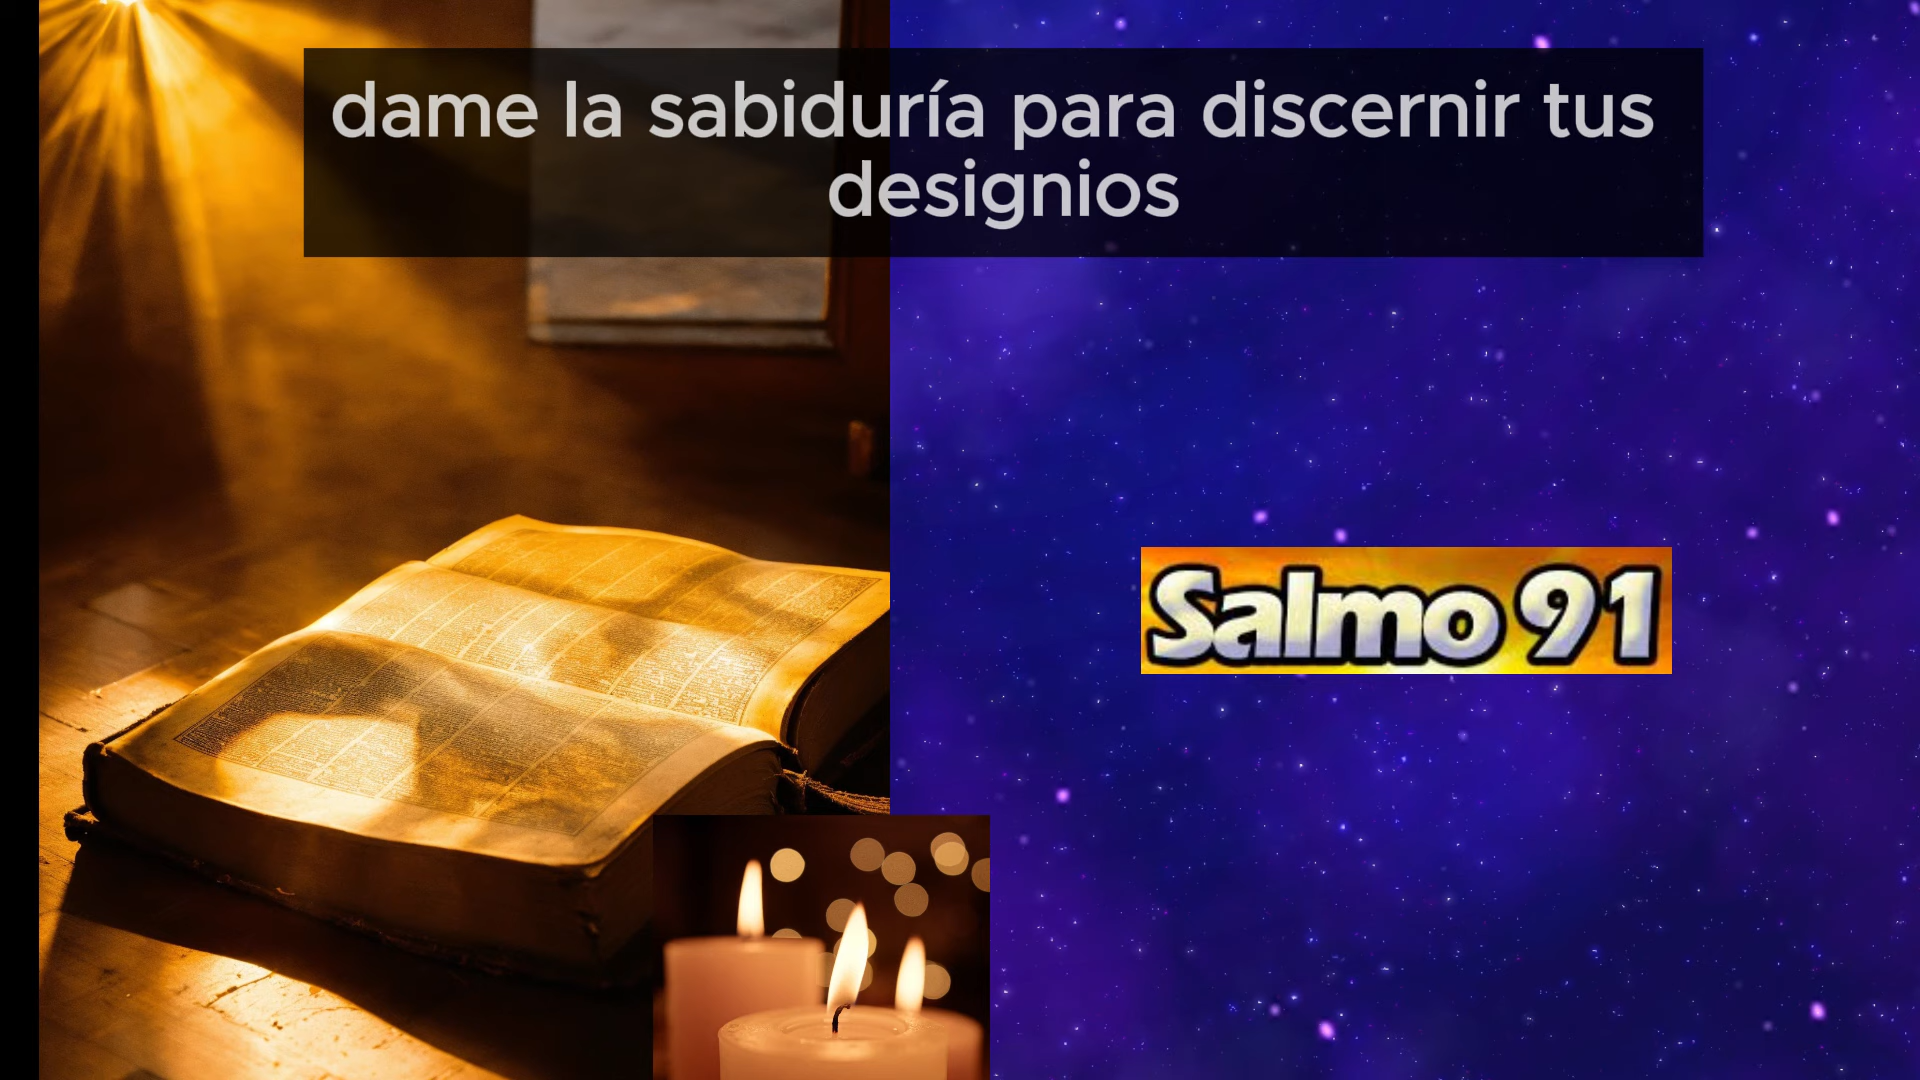 dame la sabiduría para discernir tus
designios
Salmo 91